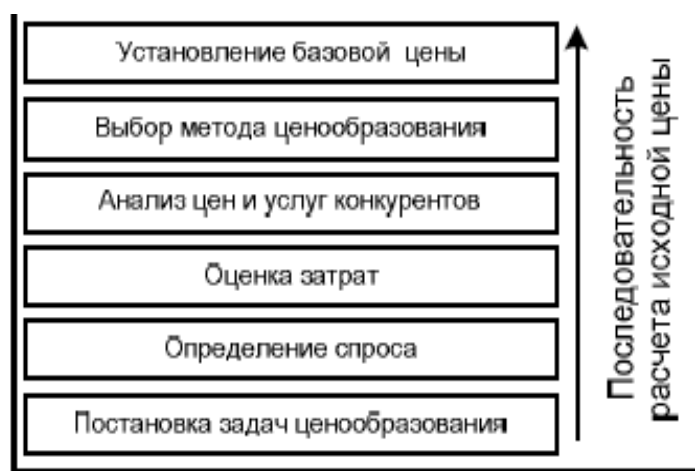 Установление базовой цены
Выбор метода ценообразования
Анализ цен и услуг конкурентов
Оценка затрат
Определение спроса
Постановка задач ценообразования
Последовательность
расчета исходной цены